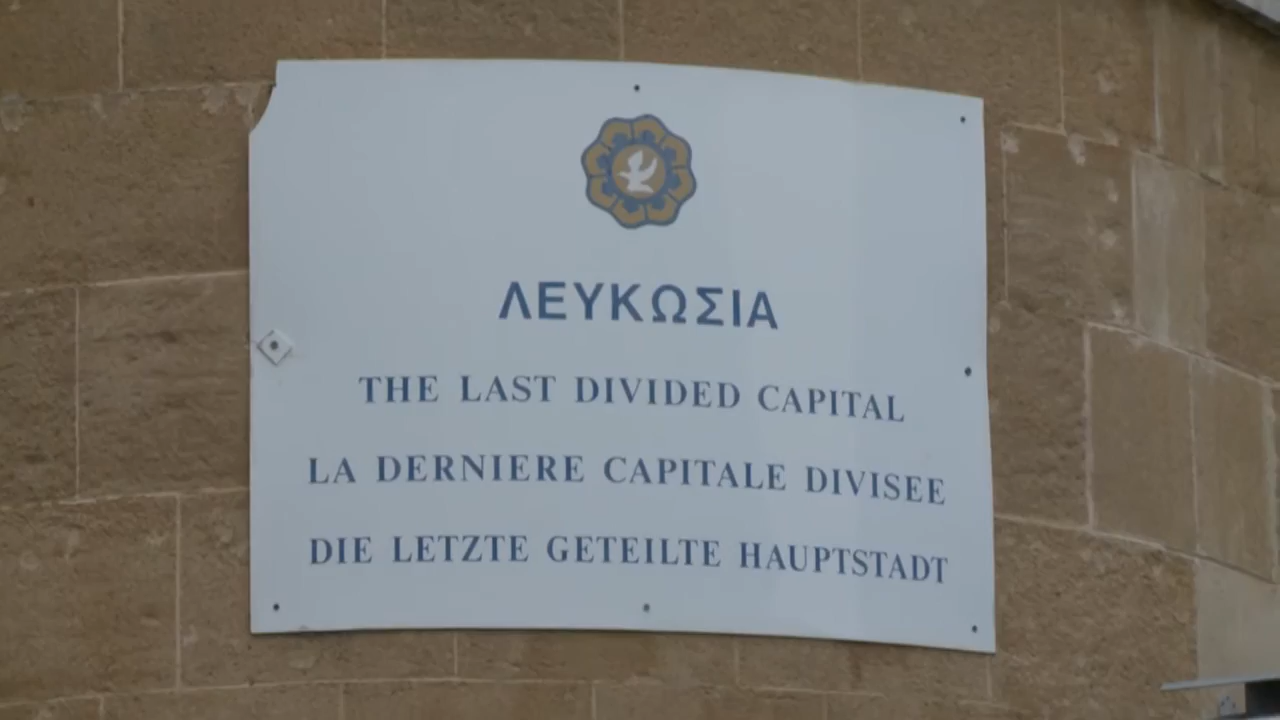 ΛΕΥΚΩΣΙΑ
THE LAST DIVIDED CAPITAL
LA DERNIERE CAPITALE DIVISEE
DIE LETZTE GETEILTE HAUPTSTADT